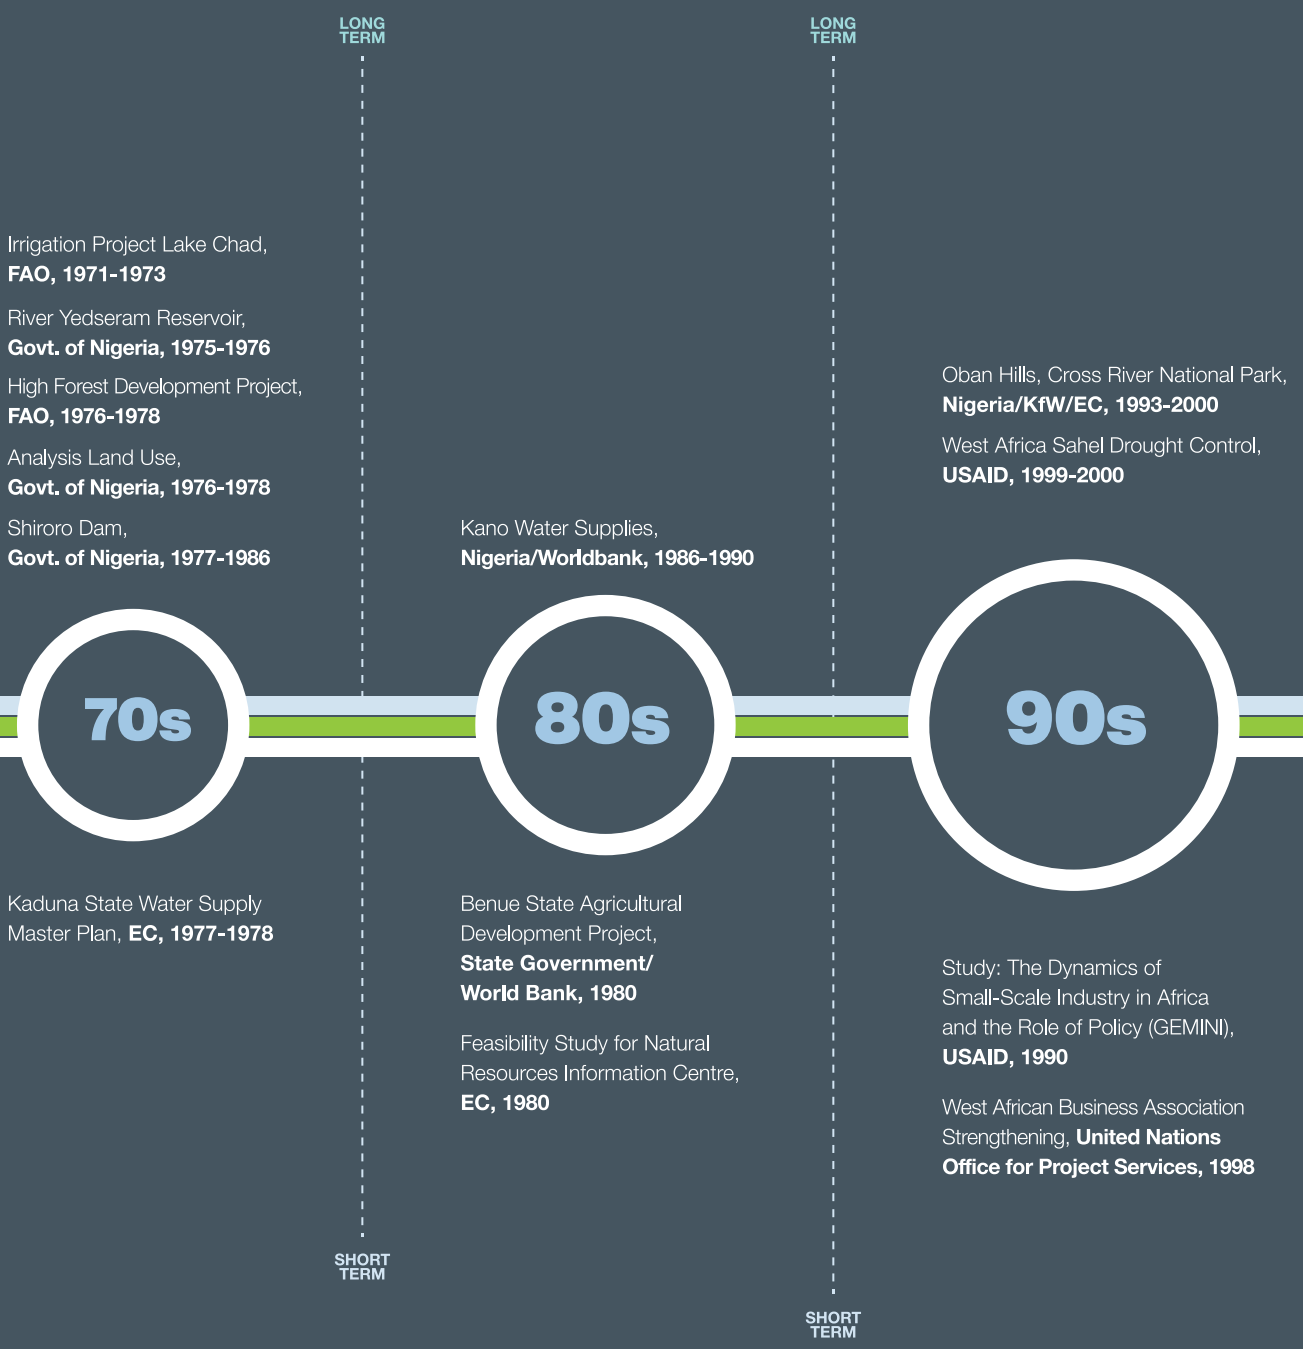 LONG
TERM
LONG
TERM
Irrigation Project Lake Chad,
FAO, 1971-1973
River Yedseram Reservoir,
Govt. of Nigeria, 1975-1976
High Forest Development Project,
FAO, 1976-1978
Analysis Land Use,
Govt. of Nigeria, 1976-1978
Shiroro Dam,
Govt. of Nigeria, 1977-1986
Kano Water Supplies,
Nigeria/Worldbank, 1986-1990
Oban Hills, Cross River National Park,
Nigeria/KfW/EC, 1993-2000
West Africa Sahel Drought Control,
USAID, 1999-2000
70s
80s
90s
Kaduna State Water Supply
Master Plan, EC, 1977-1978
Benue State Agricultural
Development Project,
State Government/
World Bank, 1980
Feasibility Study for Natural
Resources Information Centre,
EC, 1980
Study: The Dynamics of
Small-Scale Industry in Africa
and the Role of Policy (GEMINI),
USAID, 1990
West African Business Association
Strengthening, United Nations
Office for Project Services, 1998
SHORT
TERM
SHORT
TERM